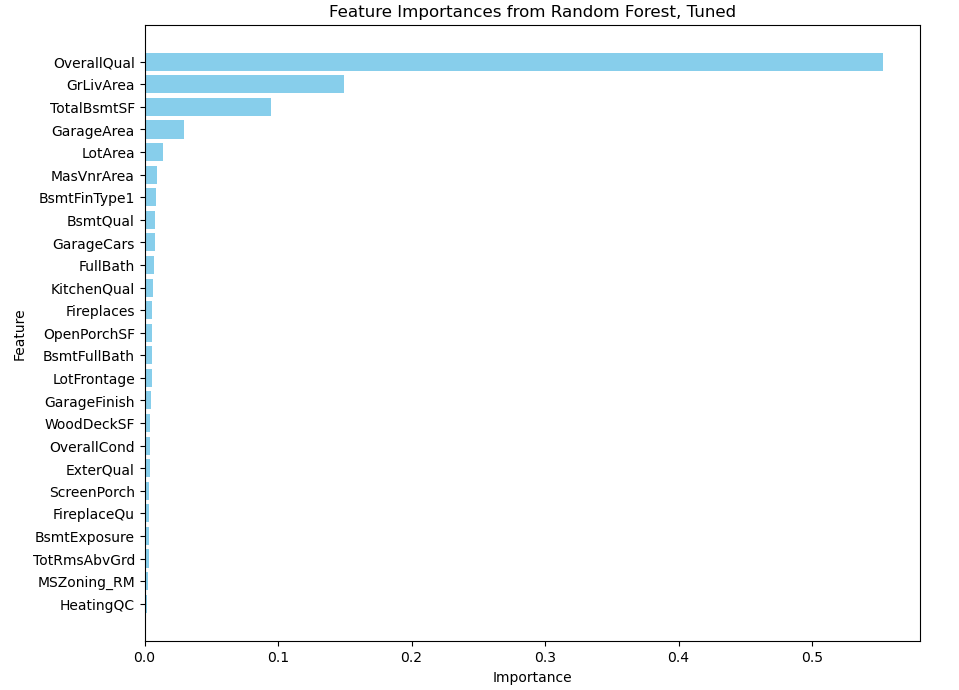 Feature Importances from Random Forest, Tuned
OverallQual
GrLivArea
TotalBsmtSF
GarageArea
LotArea
MasVnrArea
BsmtFinType1
BsmtQual
GarageCars
FullBath
KitchenQual
Fireplaces
OpenPorchSF
BsmtFullBath
LotFrontage
GarageFinish
WoodDeckSF
OverallCond
ExterQual
ScreenPorch
FireplaceQu
BsmtExposure
TotRmsAbvGrd
MSZoning_RM
HeatingQC
Feature
0.0 0.1 0.2 0.3 0.4 0.5
Importance